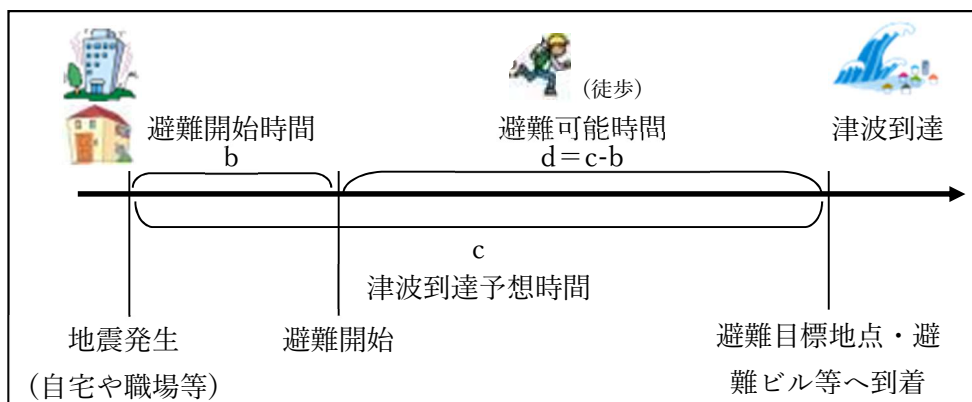 (徒歩)
避難開始時間
避難可能時間
津波到達
b
d＝c-b
c
津波到達予想時間
地震発生
(自宅や職場等)
避難開始
避難目標地点・避
難ビル等へ到着